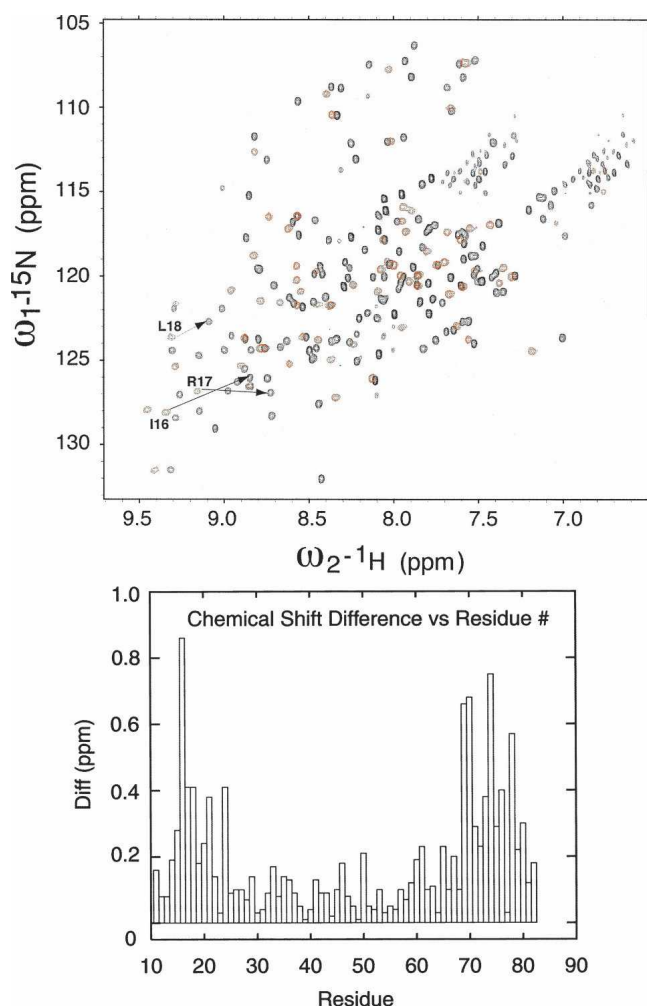 105
110
115
120
125
130
ω1-15N (ppm)
L18
R17
I16
9.5 9.0 8.5 8.0 7.5 7.0
ω2-1H (ppm)
Chemical Shift Difference vs Residue #
1.0
0.8
0.6
0.4
0.2
0
Diff (ppm)
10 20 30 40 50 60 70 80 90
Residue